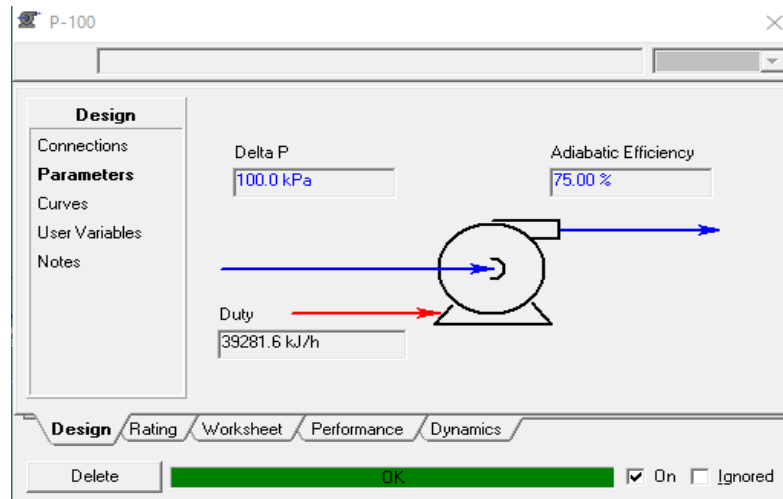 P-100
Design
Connections
Parameters
Curves
User Variables
Notes
Delta P
100.0 kPa
Adiabatic Efficiency
75.00 %
Duty
39281.6 kJ/h
Design Rating Worksheet Performance Dynamics
Delete OK On Ignored